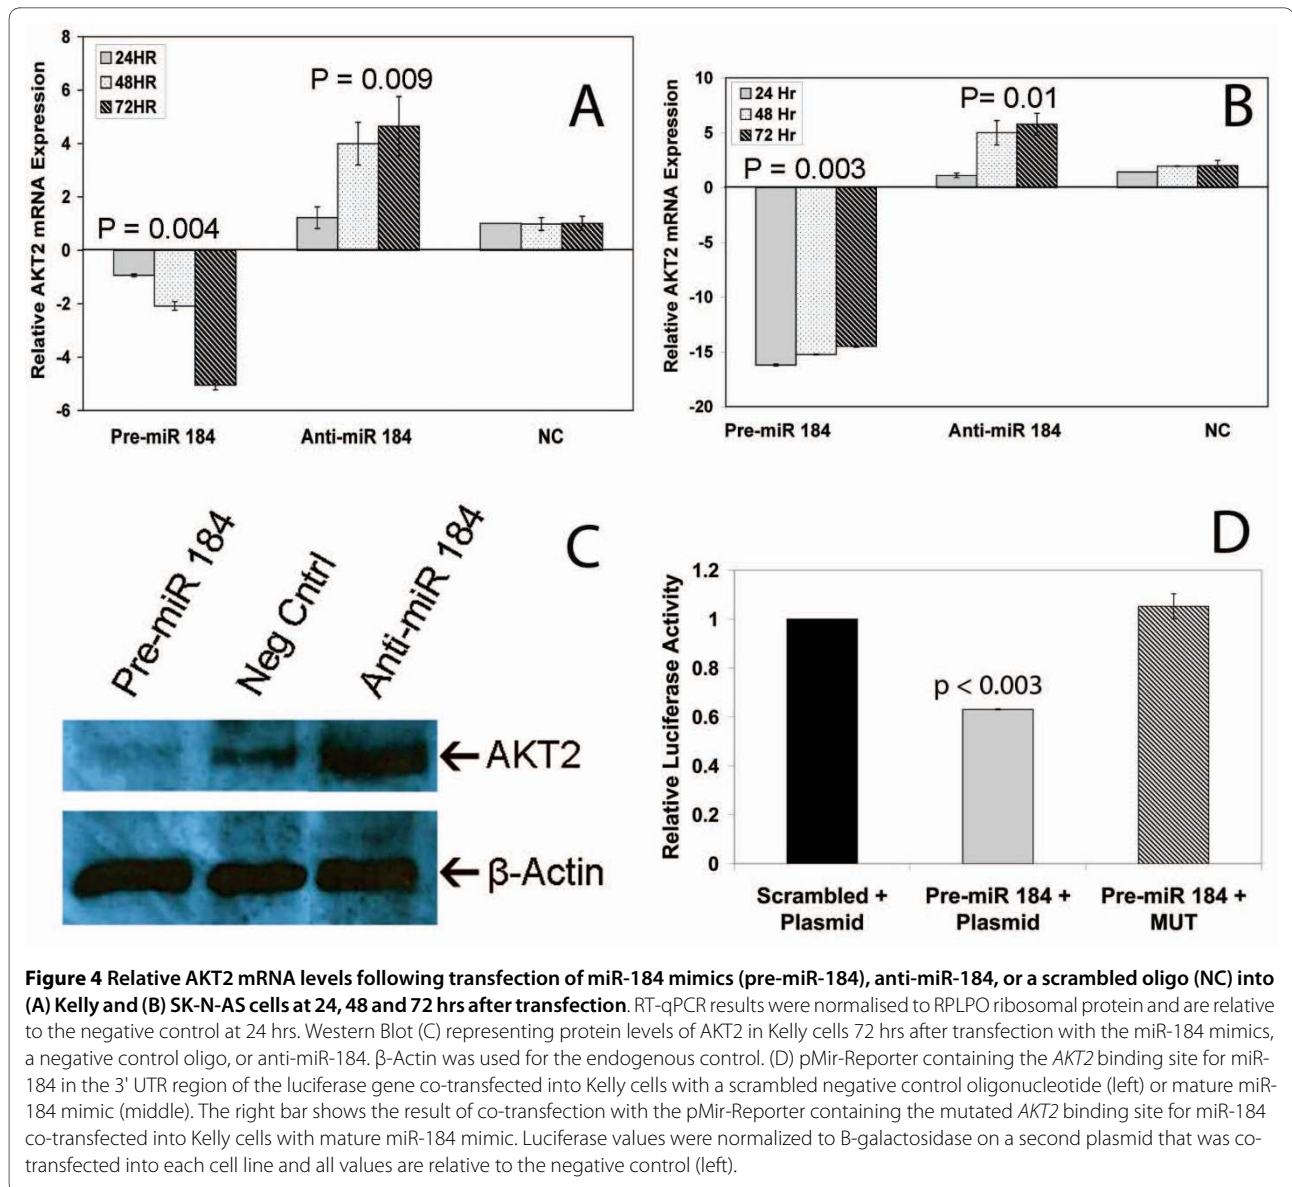 8
6
4
2
0
-2
-4
-6
Relative AKT2 mRNA Expression
24HR
48HR
72HR
P = 0.009
P = 0.004
A
Pre-miR 184
Anti-miR 184
NC
10
5
0
-5
-10
-15
-20
Relative AKT2 mRNA Expression
24 Hr
48 Hr
72 Hr
P= 0.01
P = 0.003
B
Pre-miR 184
Anti-miR 184
NC
Pre-miR 184
Neg Cntrl
Anti-miR 184
C
←AKT2
←β-Actin
D
1.2
1
0.8
0.6
0.4
0.2
0
Relative Luciferase Activity
p < 0.003
Scrambled +
Plasmid
Pre-miR 184 +
Plasmid
Pre-miR 184 +
MUT
Figure 4 Relative AKT2 mRNA levels following transfection of miR-184 mimics (pre-miR-184), anti-miR-184, or a scrambled oligo (NC) into
(A) Kelly and (B) SK-N-AS cells at 24, 48 and 72 hrs after transfection. RT-qPCR results were normalised to RPLPO ribosomal protein and are relative
to the negative control at 24 hrs. Western Blot (C) representing protein levels of AKT2 in Kelly cells 72 hrs after transfection with the miR-184 mimics,
a negative control oligo, or anti-miR-184. β-Actin was used for the endogenous control. (D) pMir-Reporter containing the AKT2 binding site for miR-
184 in the 3' UTR region of the luciferase gene co-transfected into Kelly cells with a scrambled negative control oligonucleotide (left) or mature miR-
184 mimic (middle). The right bar shows the result of co-transfection with the pMir-Reporter containing the mutated AKT2 binding site for miR-184
co-transfected into Kelly cells with mature miR-184 mimic. Luciferase values were normalized to B-galactosidase on a second plasmid that was co-
transfected into each cell line and all values are relative to the negative control (left).